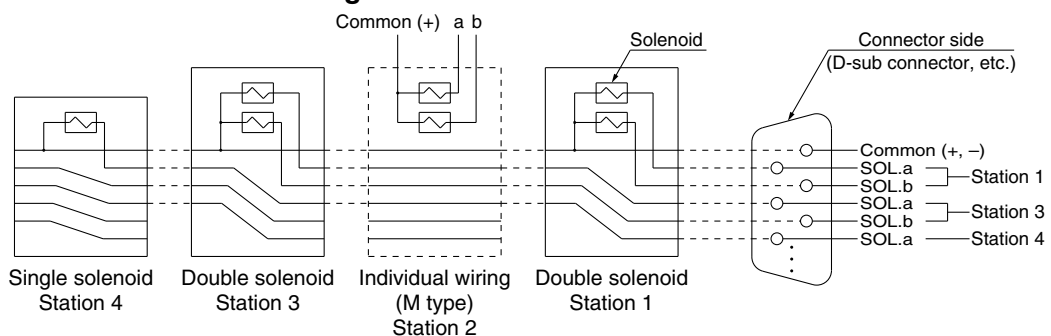 Common (+) a b
Solenoid
Connector side
(D-sub connector, etc.)
Common (+, –)
SOL.a
SOL.b
Station 1
SOL.a
SOL.b
Station 3
SOL.a
Station 4
Single solenoid
Station 4
Double solenoid
Station 3
Individual wiring
(M type)
Station 2
Double solenoid
Station 1